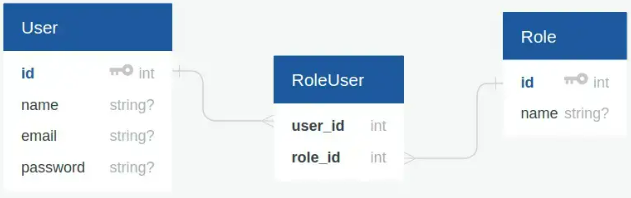 User
id int
name string?
email string?
password string?
RoleUser
user_id int
role_id int
Role
id int
name string?